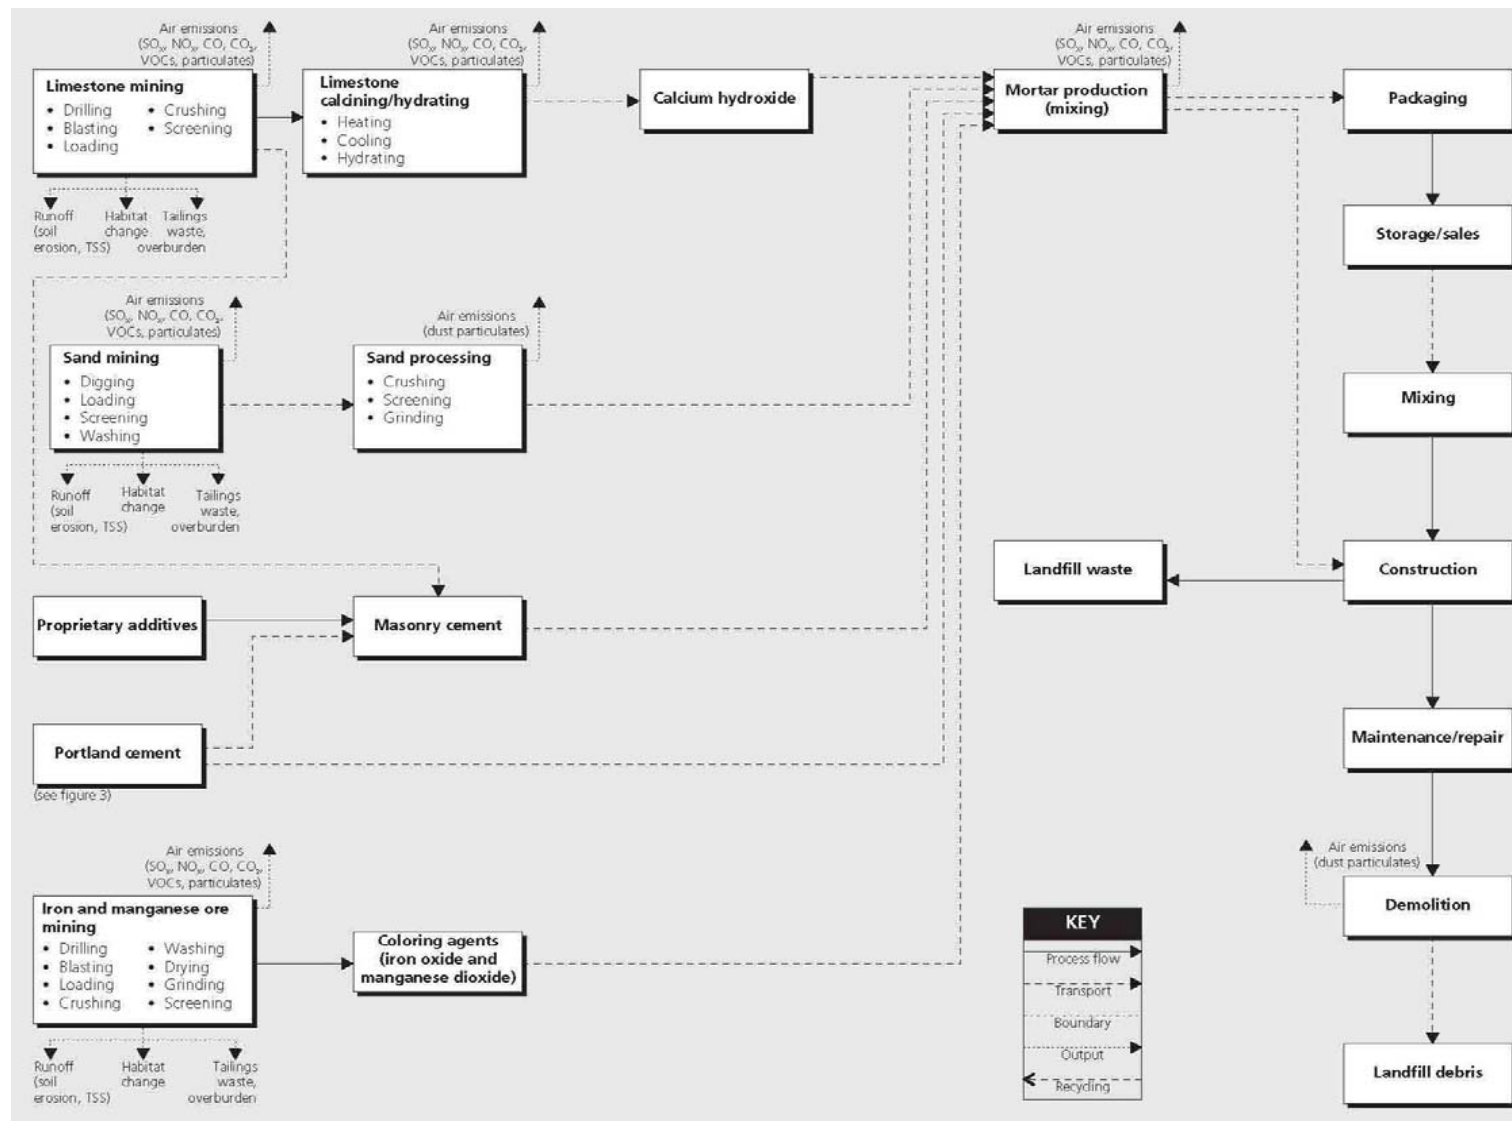 Air emissions
(SOₓ, NOₓ, CO, CO₂,
VOCs, particulates)
Limestone mining
• Drilling
• Blasting
• Loading
• Crushing
• Screening
Runoff
(soil
erosion, TSS)
Habitat
change
Tailings
waste,
overburden
Air emissions
(SOₓ, NOₓ, CO, CO₂,
VOCs, particulates)
Limestone
calcining/hydrating
• Heating
• Cooling
• Hydrating
Calcium hydroxide
Air emissions
(SOₓ, NOₓ, CO, CO₂,
VOCs, particulates)
Mortar production
(mixing)
Packaging
Storage/sales
Air emissions
(SOₓ, NOₓ, CO, CO₂,
VOCs, particulates)
Sand mining
• Digging
• Loading
• Screening
• Washing
Runoff
(soil
erosion, TSS)
Habitat
change
Tailings
waste,
overburden
Air emissions
(dust particulates)
Sand processing
• Crushing
• Screening
• Grinding
Mixing
Landfill waste
Construction
Proprietary additives
Masonry cement
Portland cement
(see figure 3)
Maintenance/repair
Air emissions
(SOₓ, NOₓ, CO, CO₂,
VOCs, particulates)
Iron and manganese ore
mining
• Drilling
• Blasting
• Loading
• Crushing
• Washing
• Drying
• Grinding
• Screening
Runoff
(soil
erosion, TSS)
Habitat
change
Tailings
waste,
overburden
Coloring agents
(iron oxide and
manganese dioxide)
Air emissions
(dust particulates)
Demolition
Landfill debris
KEY
Process flow
Transport
Boundary
Output
Recycling